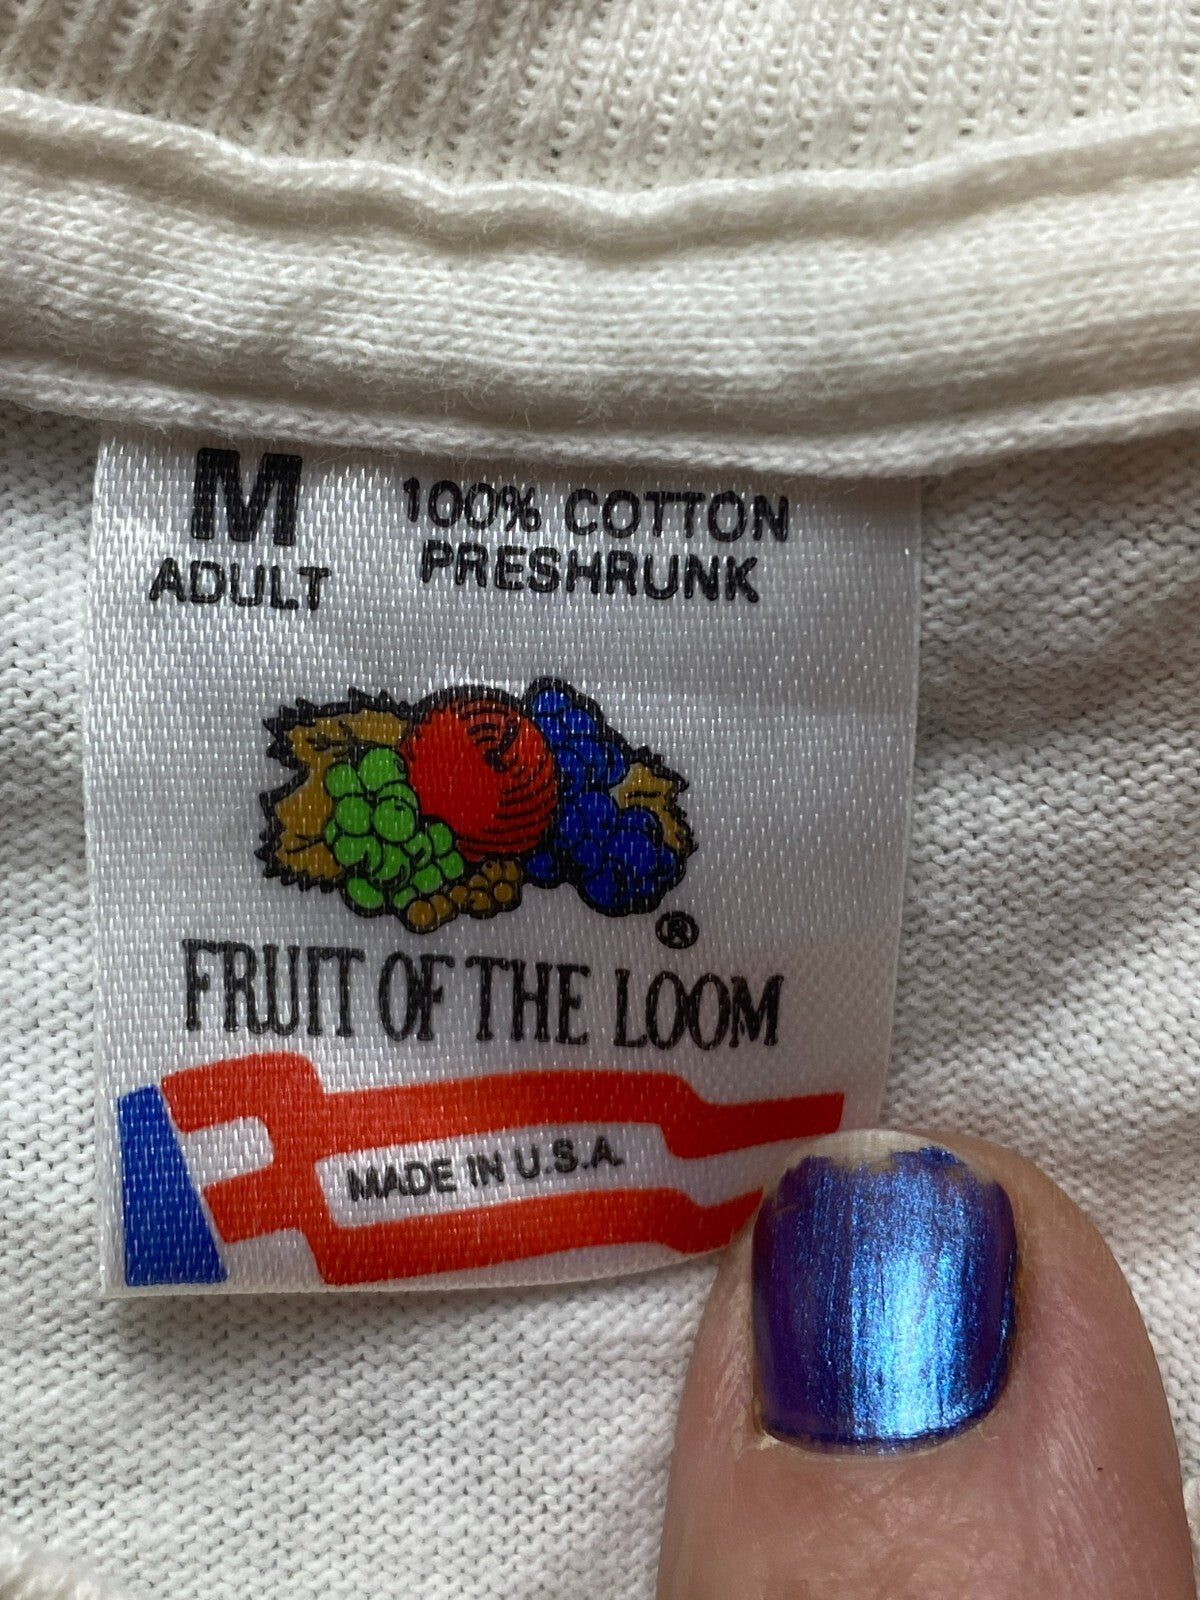 M
ADULT
100% COTTON
PRESHRUNK
®
FRUIT OF THE LOOM
MADE IN U.S.A.